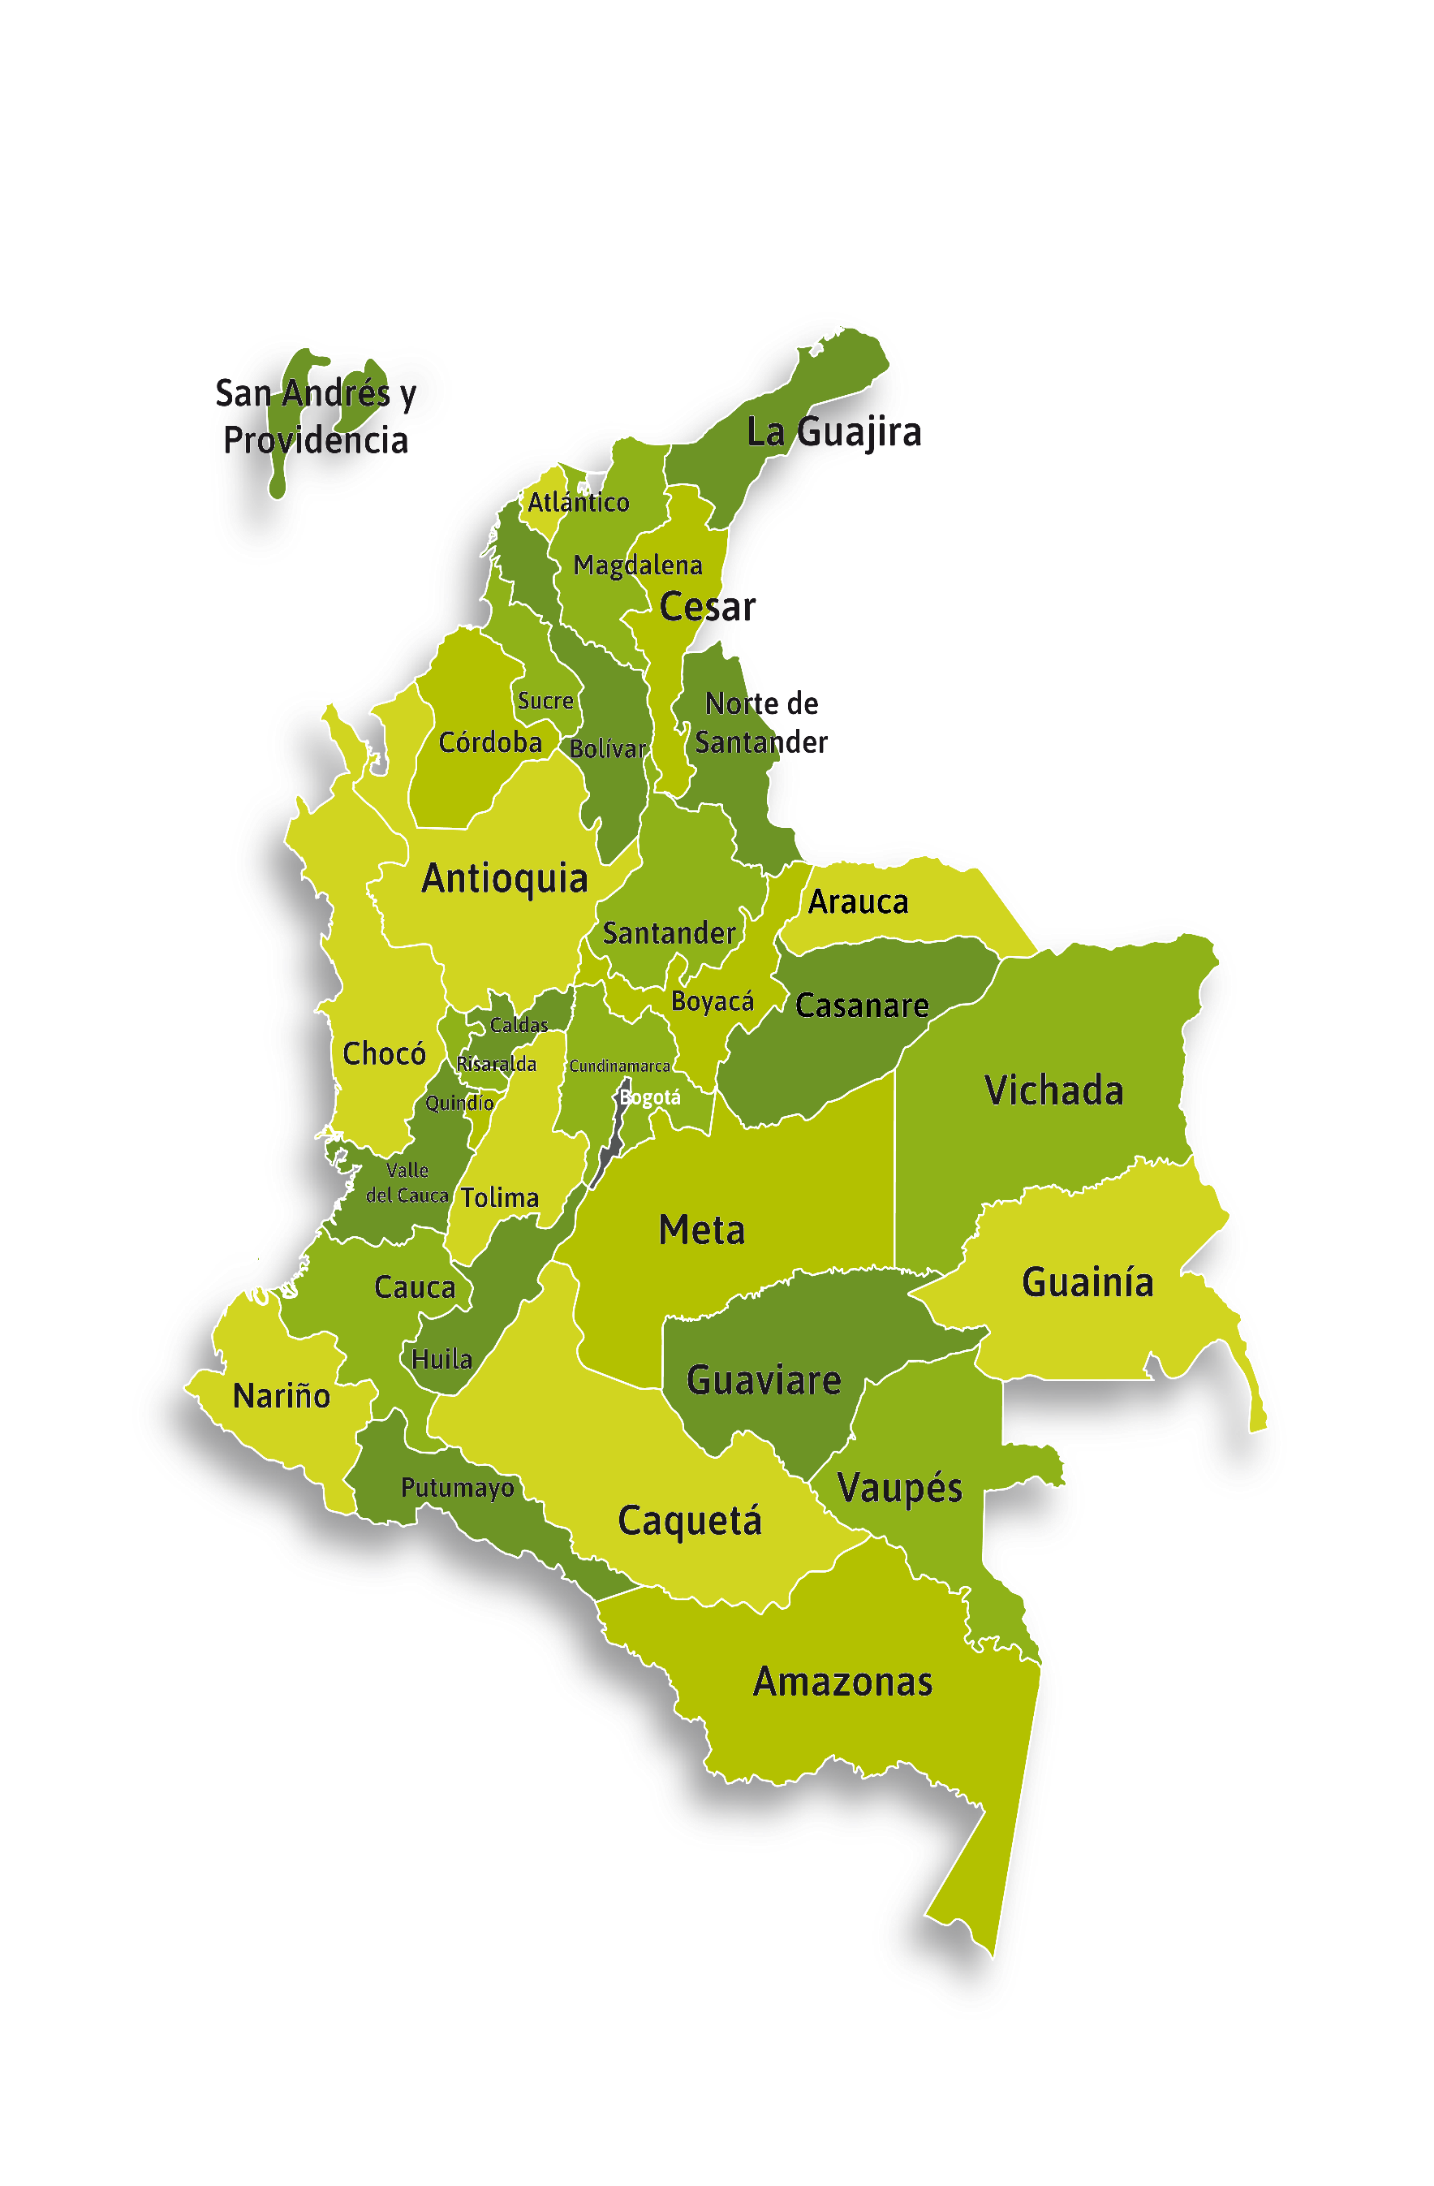 San Andrés y
Providencia
La Guajira
Atlántico
Magdalena
Cesar
Sucre
Norte de
Santander
Córdoba
Bolívar
Antioquia
Arauca
Santander
Boyacá
Casanare
Caldas
Chocó
Risaralda
Cundinamarca
Vichada
Quindío
Bogotá
Valle
del Cauca
Tolima
Meta
Guainía
Cauca
Huila
Guaviare
Nariño
Putumayo
Vaupés
Caquetá
Amazonas